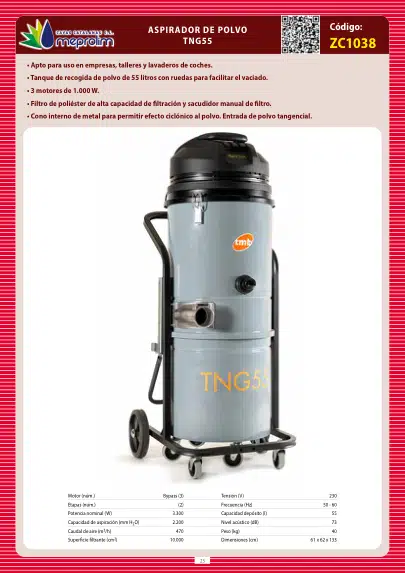 CUYÁS CATALANAS S.L.
meprolim
ASPIRADOR DE POLVO
TNG55
Código:
ZC1038
• Apto para uso en empresas, talleres y lavaderos de coches.
• Tanque de recogida de polvo de 55 litros con ruedas para facilitar el vaciado.
• 3 motores de 1.000 W.
• Filtro de poliéster de alta capacidad de filtración y sacudidor manual de filtro.
• Cono interno de metal para permitir efecto ciclónico al polvo. Entrada de polvo tangencial.
tmb
TNG55
Motor (núm.) Bypass (3)
Etapas (núm.) (2)
Potencia nominal (W) 3.300
Capacidad de aspiración (mm H2O) 2.200
Caudal de aire (m³/h) 470
Superficie filtrante (cm²) 10.000
Tensión (V) 230
Frecuencia (Hz) 50 - 60
Capacidad depósito (l) 55
Nivel acústico (dB) 73
Peso (kg) 40
Dimensiones (cm) 61 x 62 x 133
23